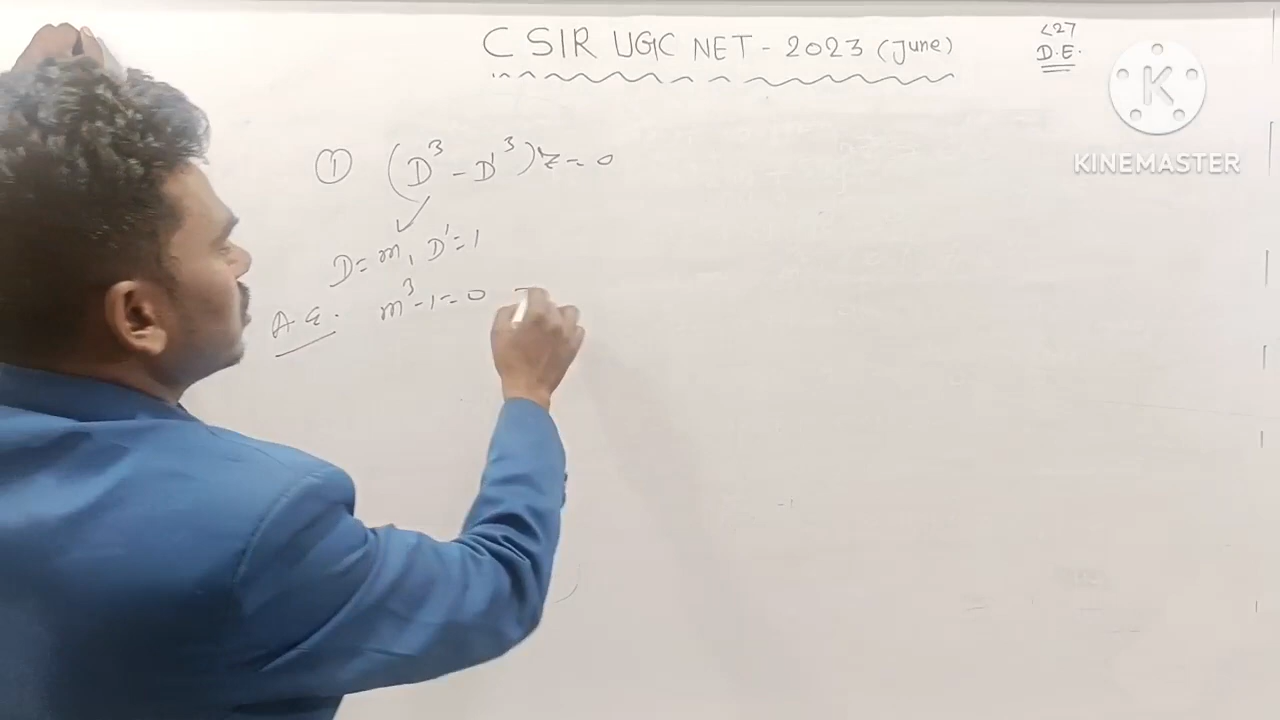 CSIR UGC NET - 2023 (June)
<27
D.E.
KINEMASTER
① (D³ - D'³)z = 0
D = m, D' = 1
A.E. m³ - 1 = 0